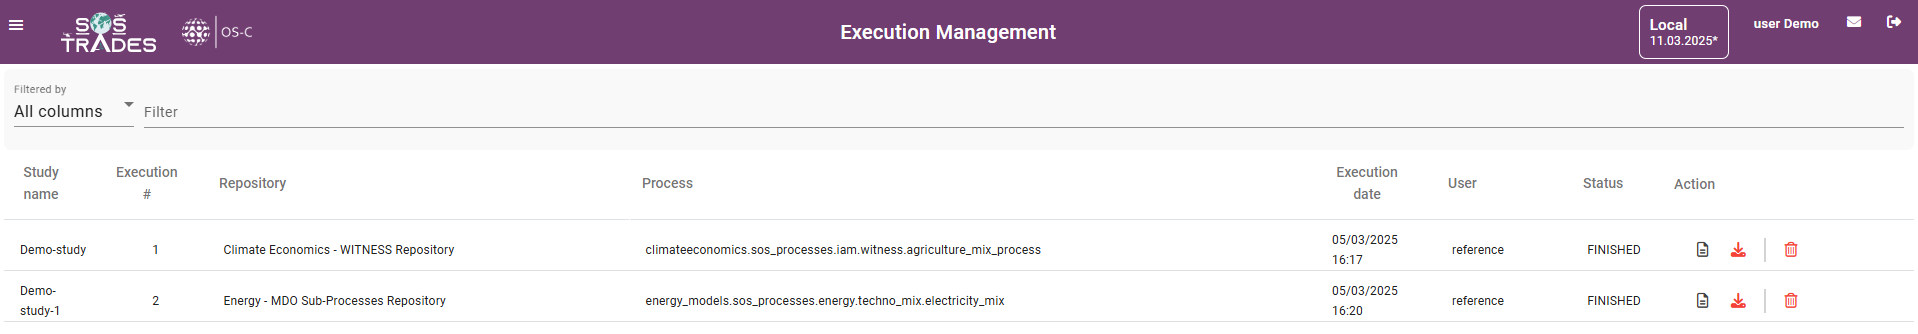 SOS
TRADES
OS-C
Execution Management
Local
11.03.2025*
user Demo
Filtered by
All columns
Filter
Study name
Execution #
Repository
Process
Execution date
User
Status
Action
Demo-study
1
Climate Economics - WITNESS Repository
climateeconomics.sos_processes.iam.witness.agriculture_mix_process
05/03/2025
16:17
reference
FINISHED
Demo-
study-1
2
Energy - MDO Sub-Processes Repository
energy_models.sos_processes.energy.techno_mix.electricity_mix
05/03/2025
16:20
reference
FINISHED